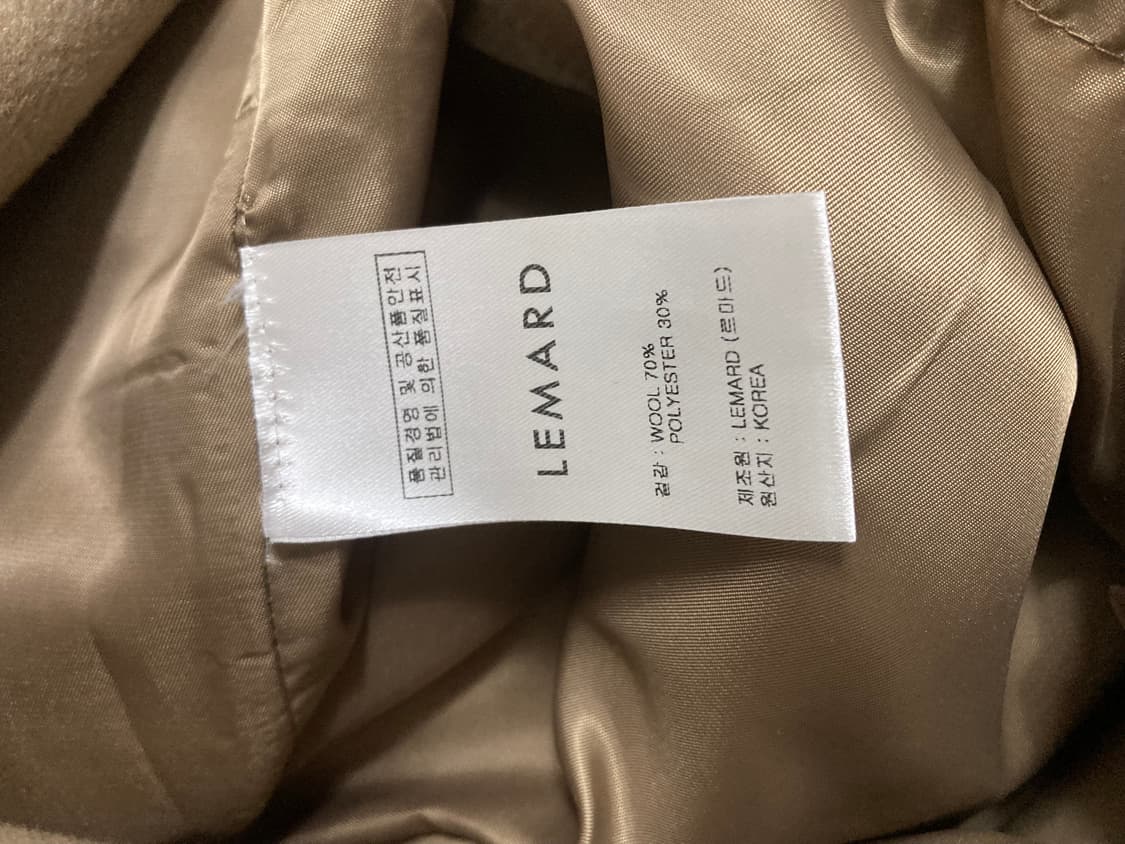 품질경영 및 공산품안전
관리법에 의한 품질표시
LEMARD
겉감 : WOOL 70%
POLYESTER 30%
제조원 : LEMARD (르마드)
원산지 : KOREA